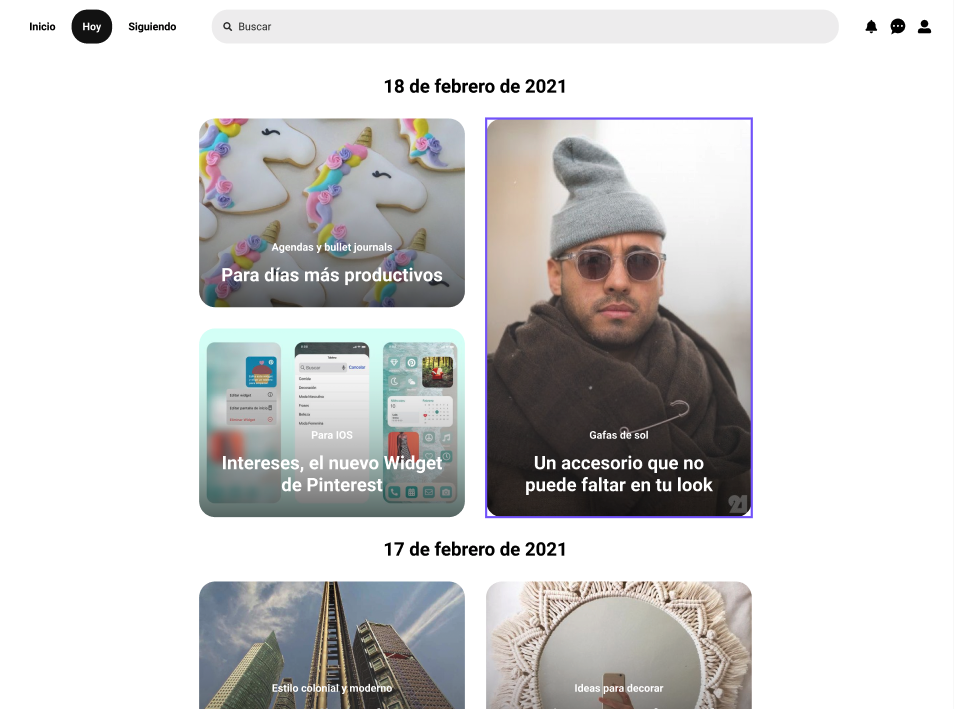 Inicio
Hoy
Siguiendo
Buscar
18 de febrero de 2021
Agendas y bullet journals
Para días más productivos
Buscar
Cancelar
Para IOS
Intereses, el nuevo Widget
de Pinterest
Gafas de sol
Un accesorio que no
puede faltar en tu look
17 de febrero de 2021
Estilo colonial y moderno
Ideas para decorar